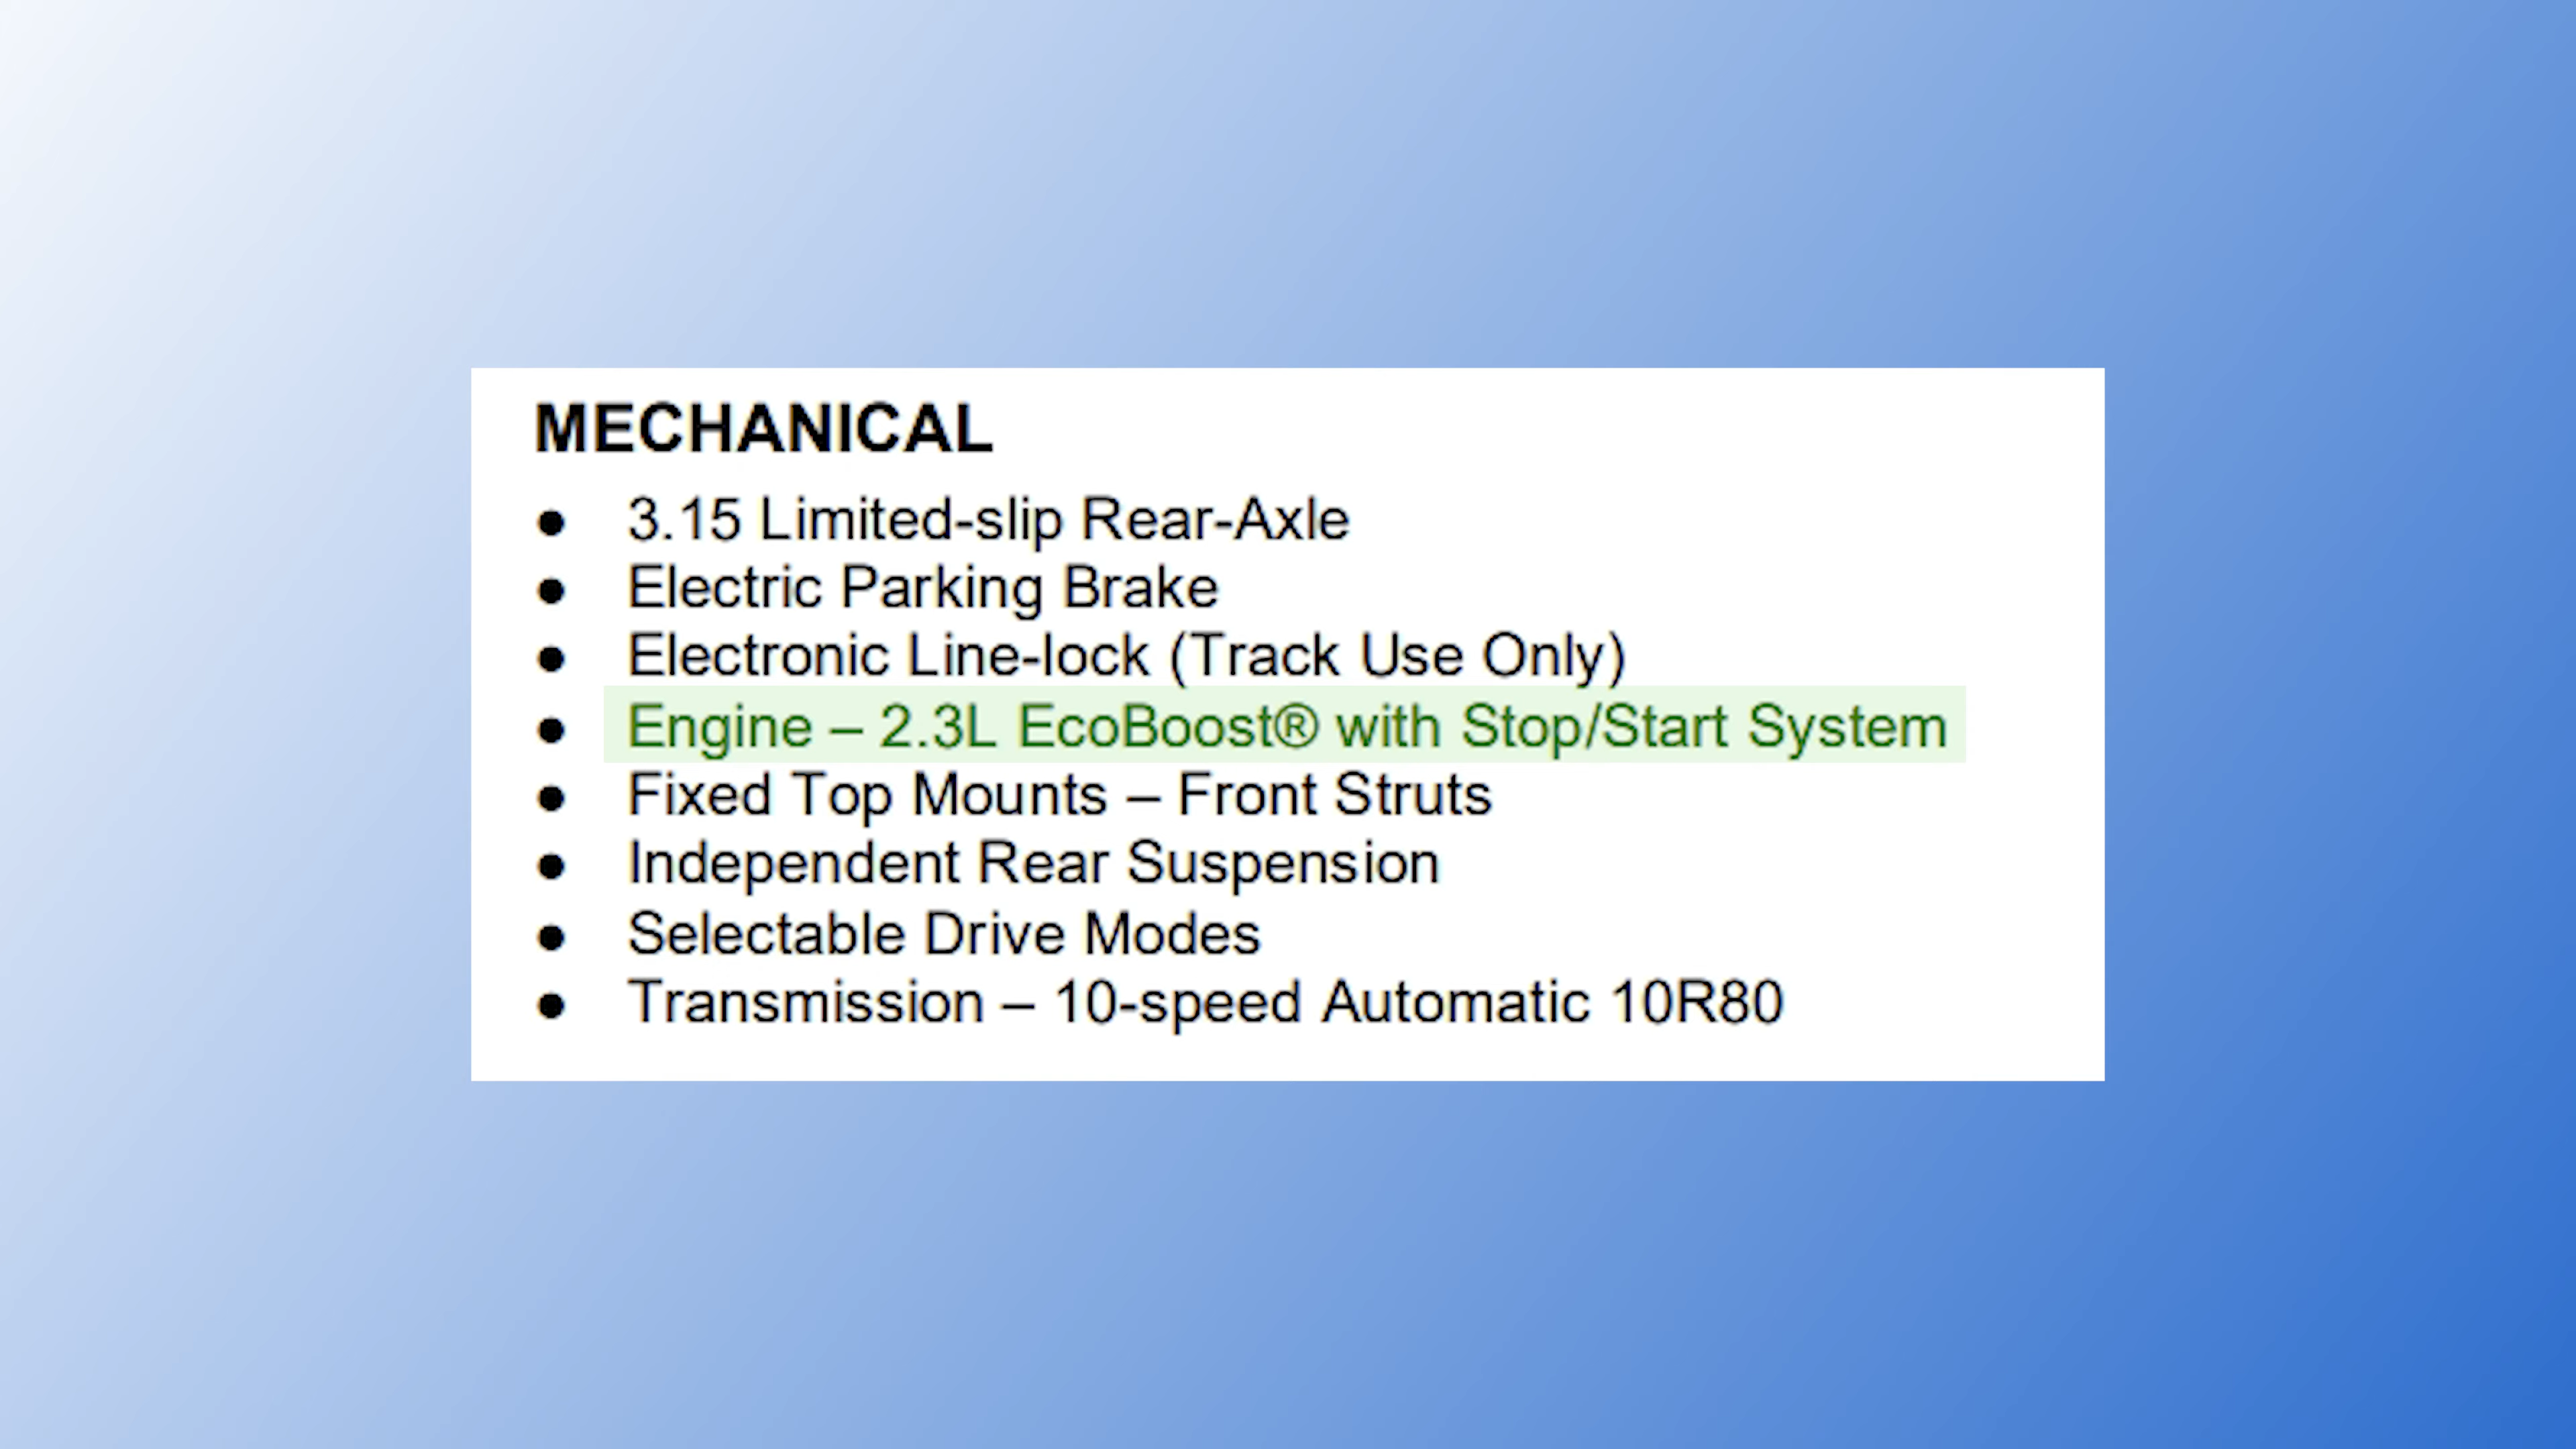 MECHANICAL
● 3.15 Limited-slip Rear-Axle
● Electric Parking Brake
● Electronic Line-lock (Track Use Only)
● Engine – 2.3L EcoBoost® with Stop/Start System
● Fixed Top Mounts – Front Struts
● Independent Rear Suspension
● Selectable Drive Modes
● Transmission – 10-speed Automatic 10R80